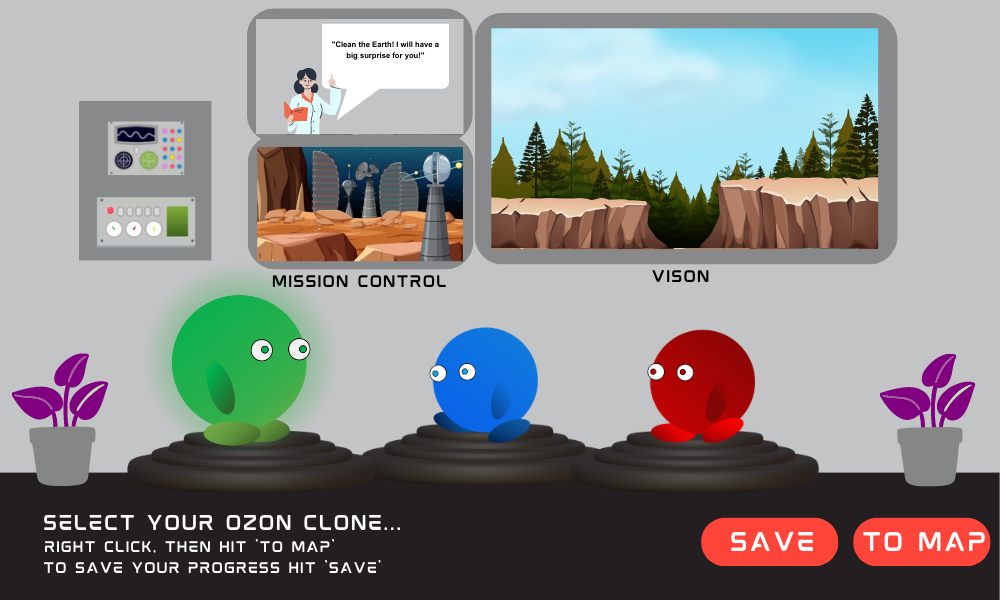 "Clean the Earth! I will have a
big surprise for you!"
MISSION CONTROL
VISON
SELECT YOUR OZON CLONE...
RIGHT CLICK, THEN HIT 'TO MAP'
TO SAVE YOUR PROGRESS HIT 'SAVE'
SAVE
TO MAP